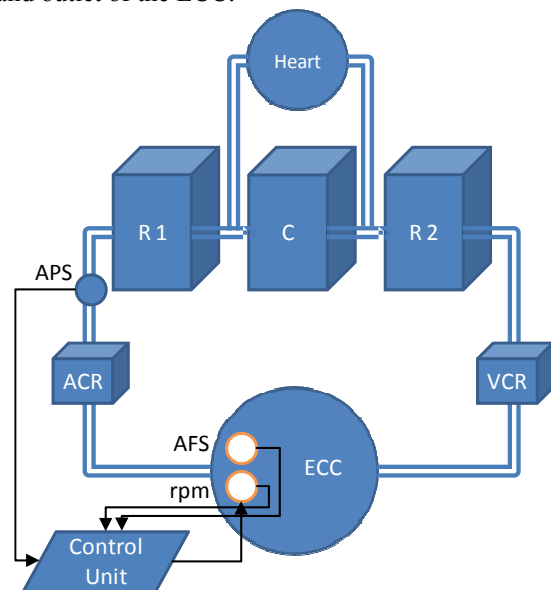 and outlet of the ECC.
Heart
R 1
C
R 2
APS
ACR
VCR
AFS
ECC
rpm
Control
Unit